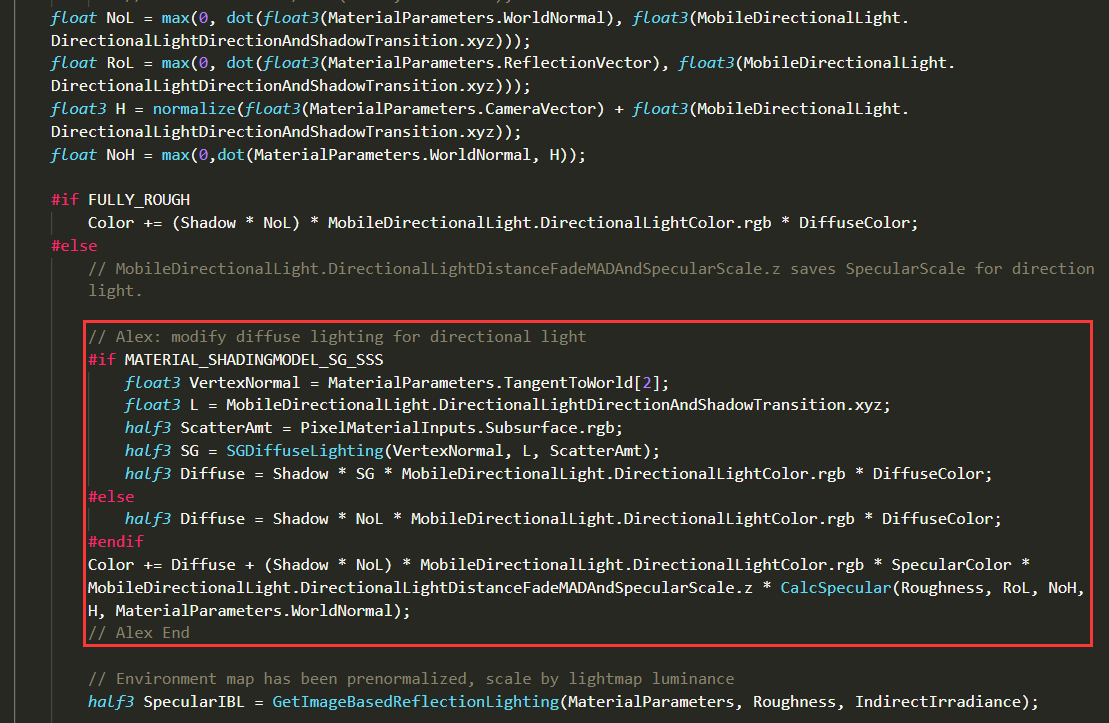 float NoL = max(0, dot(float3(MaterialParameters.WorldNormal), float3(MobileDirectionalLight.
DirectionalLightDirectionAndShadowTransition.xyz)));
float RoL = max(0, dot(float3(MaterialParameters.ReflectionVector), float3(MobileDirectionalLight.
DirectionalLightDirectionAndShadowTransition.xyz)));
float3 H = normalize(float3(MaterialParameters.CameraVector) + float3(MobileDirectionalLight.
DirectionalLightDirectionAndShadowTransition.xyz));
float NoH = max(0,dot(MaterialParameters.WorldNormal, H));
#if FULLY_ROUGH
Color += (Shadow * NoL) * MobileDirectionalLight.DirectionalLightColor.rgb * DiffuseColor;
#else
// MobileDirectionalLight.DirectionalLightDistanceFadeMADAndSpecularScale.z saves SpecularScale for direction
light.
// Alex: modify diffuse lighting for directional light
#if MATERIAL_SHADINGMODEL_SG_SSS
float3 VertexNormal = MaterialParameters.TangentToWorld[2];
float3 L = MobileDirectionalLight.DirectionalLightDirectionAndShadowTransition.xyz;
half3 ScatterAmt = PixelMaterialInputs.Subsurface.rgb;
half3 SG = SGDiffuseLighting(VertexNormal, L, ScatterAmt);
half3 Diffuse = Shadow * SG * MobileDirectionalLight.DirectionalLightColor.rgb * DiffuseColor;
#else
half3 Diffuse = Shadow * NoL * MobileDirectionalLight.DirectionalLightColor.rgb * DiffuseColor;
#endif
Color += Diffuse + (Shadow * NoL) * MobileDirectionalLight.DirectionalLightColor.rgb * SpecularColor *
MobileDirectionalLight.DirectionalLightDistanceFadeMADAndSpecularScale.z * CalcSpecular(Roughness, RoL, NoH,
H, MaterialParameters.WorldNormal);
// Alex End
// Environment map has been prenormalized, scale by lightmap luminance
half3 SpecularIBL = GetImageBasedReflectionLighting(MaterialParameters, Roughness, IndirectIrradiance);